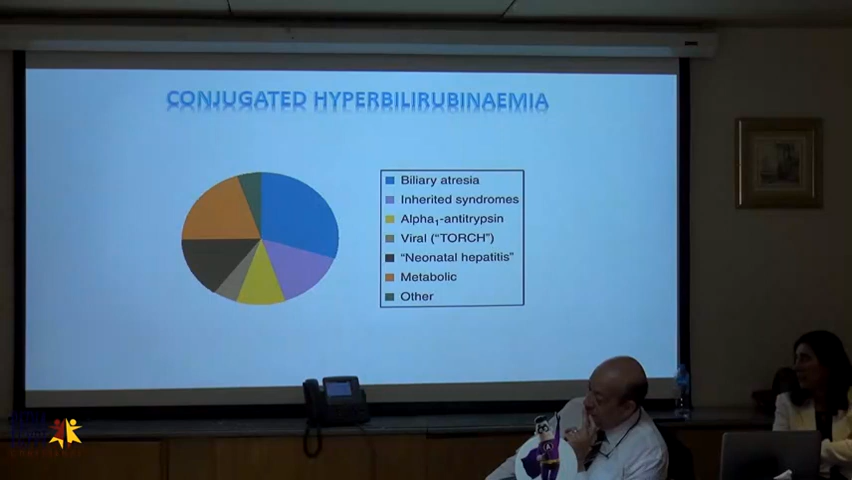 CONJUGATED HYPERBILIRUBINAEMIA
Biliary atresia
Inherited syndromes
Alpha₁-antitrypsin
Viral ("TORCH")
"Neonatal hepatitis"
Metabolic
Other